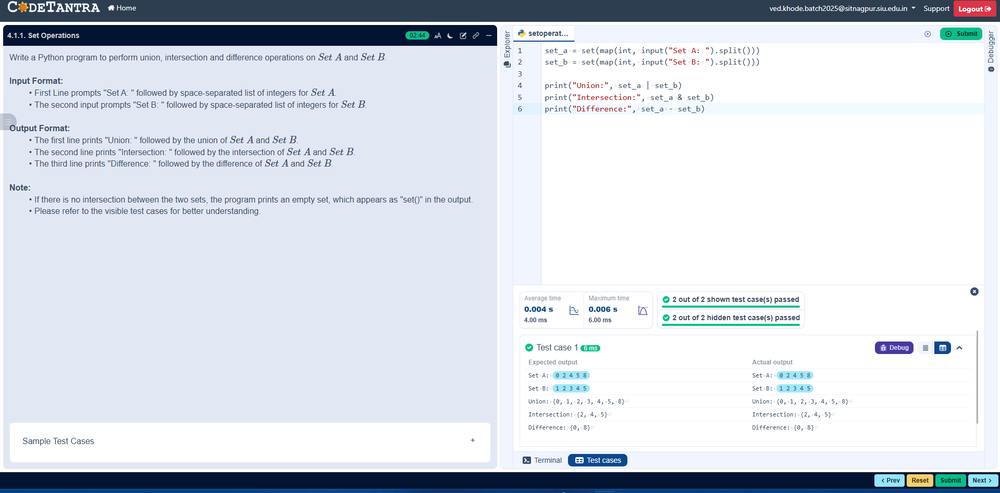 CODETANTRA
Home
ved.khode.batch2025@sitnagpur.siu.edu.in
Support
Logout
4.1.1. Set Operations
02:44
AA
Write a Python program to perform union, intersection and difference operations on Set A and Set B.
Input Format:
• First Line prompts "Set A: " followed by space-separated list of integers for Set A.
• The second input prompts "Set B: " followed by space-separated list of integers for Set B.
Output Format:
• The first line prints "Union: " followed by the union of Set A and Set B.
• The second line prints "Intersection: " followed by the intersection of Set A and Set B.
• The third line prints "Difference: " followed by the difference of Set A and Set B.
Note:
• If there is no intersection between the two sets, the program prints an empty set, which appears as "set()" in the output.
• Please refer to the visible test cases for better understanding.
Sample Test Cases
+
Explorer
setoperat...
Submit
Debugger
1 set_a = set(map(int, input("Set A: ").split()))
2 set_b = set(map(int, input("Set B: ").split()))
3
4 print("Union:", set_a | set_b)
5 print("Intersection:", set_a & set_b)
6 print("Difference:", set_a - set_b)
Average time
0.004 s
4.00 ms
Maximum time
0.006 s
6.00 ms
2 out of 2 shown test case(s) passed
2 out of 2 hidden test case(s) passed
Test case 1 6 ms
Debug
Expected output
Set A: 0 2 4 5 8
Set B: 1 2 3 4 5
Union: {0, 1, 2, 3, 4, 5, 8}
Intersection: {2, 4, 5}
Difference: {0, 8}
Actual output
Set A: 0 2 4 5 8
Set B: 1 2 3 4 5
Union: {0, 1, 2, 3, 4, 5, 8}
Intersection: {2, 4, 5}
Difference: {0, 8}
Terminal
Test cases
< Prev
Reset
Submit
Next >